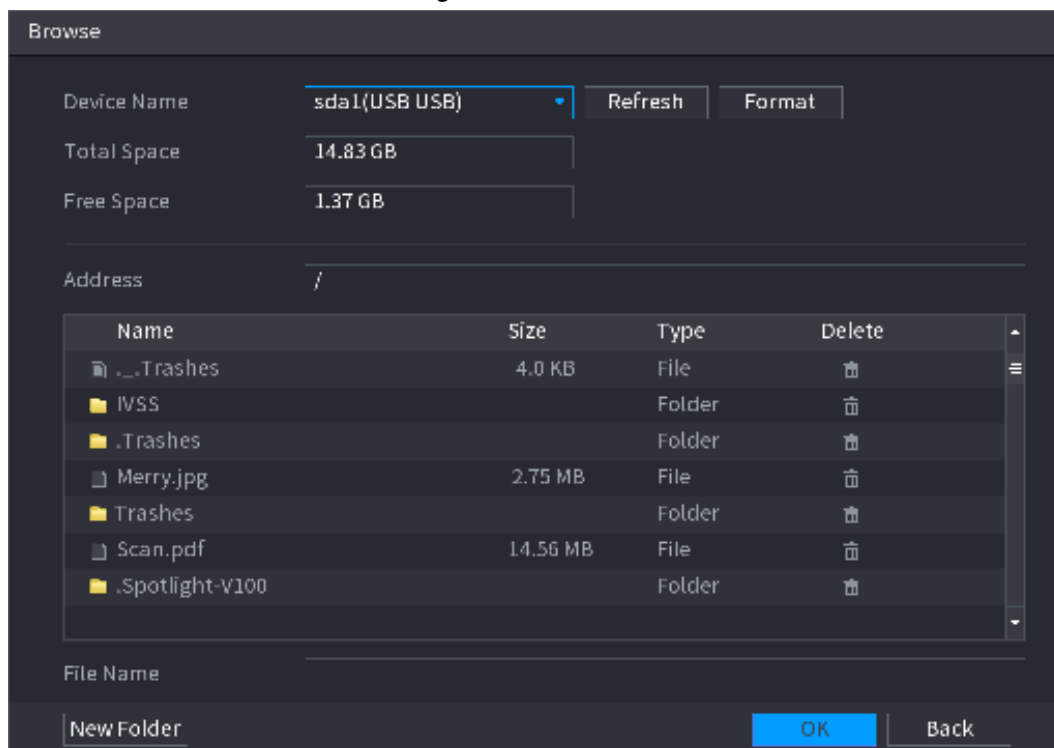 Browse
Device Name sda1(USB USB) Refresh Format
Total Space 14.83 GB
Free Space 1.37 GB
Address /
Name Size Type Delete
._.Trashes 4.0 KB File
IVSS Folder
.Trashes Folder
Merry.jpg 2.75 MB File
Trashes Folder
Scan.pdf 14.56 MB File
.Spotlight-V100 Folder
File Name
New Folder OK Back